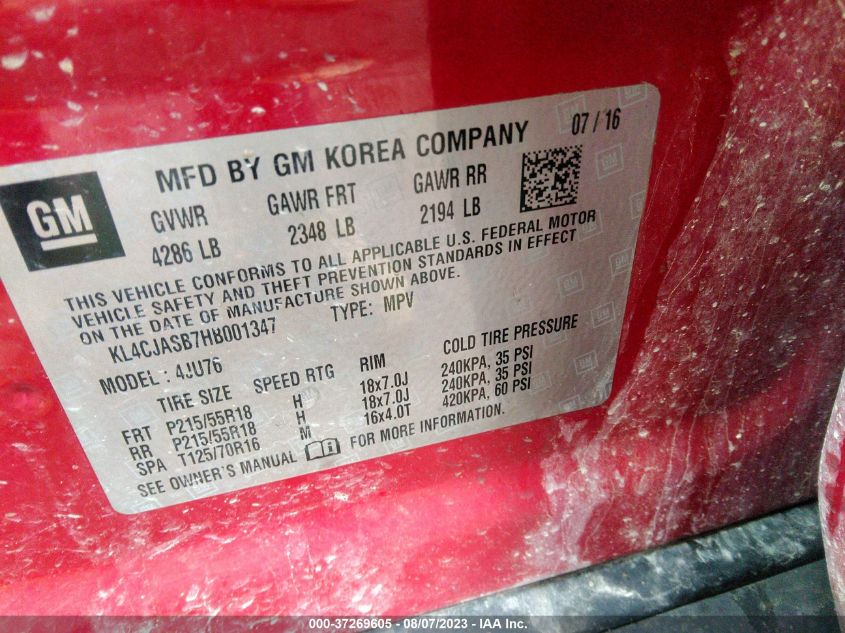 MFD BY GM KOREA COMPANY 07/16
GM
GVWR GAWR FRT GAWR RR
4286 LB 2348 LB 2194 LB
THIS VEHICLE CONFORMS TO ALL APPLICABLE U.S. FEDERAL MOTOR
VEHICLE SAFETY AND THEFT PREVENTION STANDARDS IN EFFECT
ON THE DATE OF MANUFACTURE SHOWN ABOVE.
KL4CJASB7HB001347 TYPE: MPV
MODEL: 4JU76
TIRE SIZE SPEED RTG RIM COLD TIRE PRESSURE
FRT P215/55R18 H 18x7.0J 240KPA, 35 PSI
RR P215/55R18 H 18x7.0J 240KPA, 35 PSI
SPA T125/70R16 M 16x4.0T 420KPA, 60 PSI
SEE OWNER'S MANUAL FOR MORE INFORMATION.
000-37269605 - 08/07/2023 - IAA Inc.